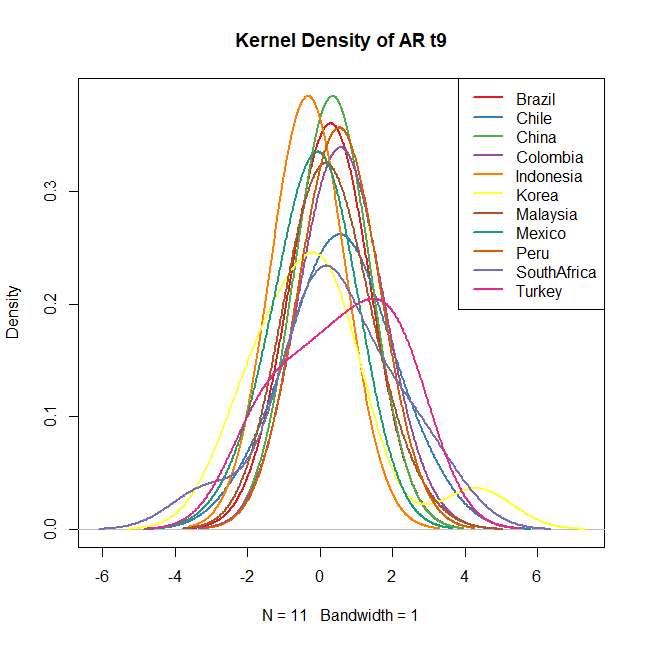 Kernel Density of AR t9
Brazil
Chile
China
Colombia
Indonesia
Korea
Malaysia
Mexico
Peru
SouthAfrica
Turkey
Density
0.3
0.2
0.1
0.0
-6 -4 -2 0 2 4 6
N = 11 Bandwidth = 1